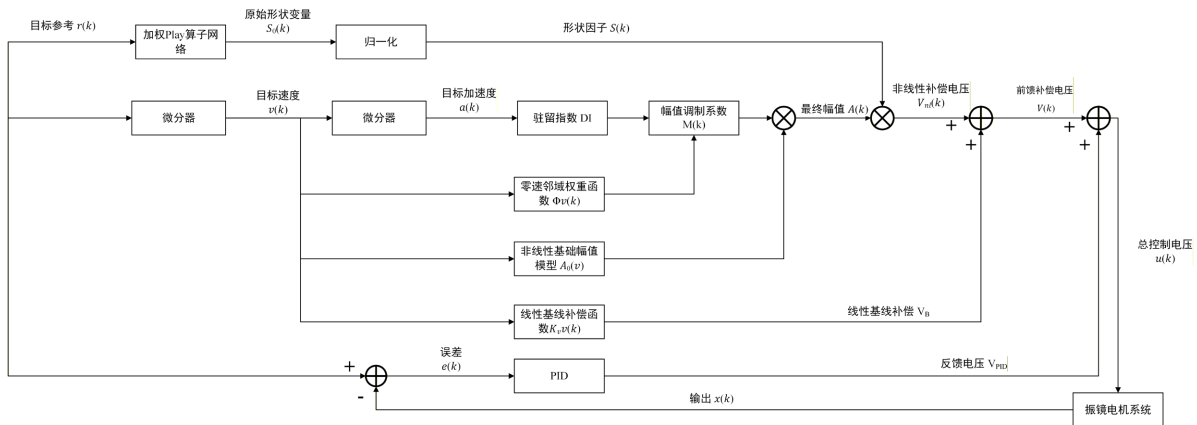 目标参考 r(k)
加权Play算子网
络
原始形状变量
S₀(k)
归一化
形状因子 S(k)
微分器
目标速度
v(k)
微分器
目标加速度
a(k)
驻留指数 DI
幅值调制系数
M(k)
最终幅值 A(k)
非线性补偿电压
Vnl(k)
前馈补偿电压
V(k)
+
+
+
+
零速邻域权重函
数 Φv(k)
非线性基础幅值
模型 A₀(v)
线性基线补偿函
数Kᵥv(k)
线性基线补偿 VB
总控制电压
u(k)
+
-
误差
e(k)
PID
反馈电压 VPID
输出 x(k)
振镜电机系统